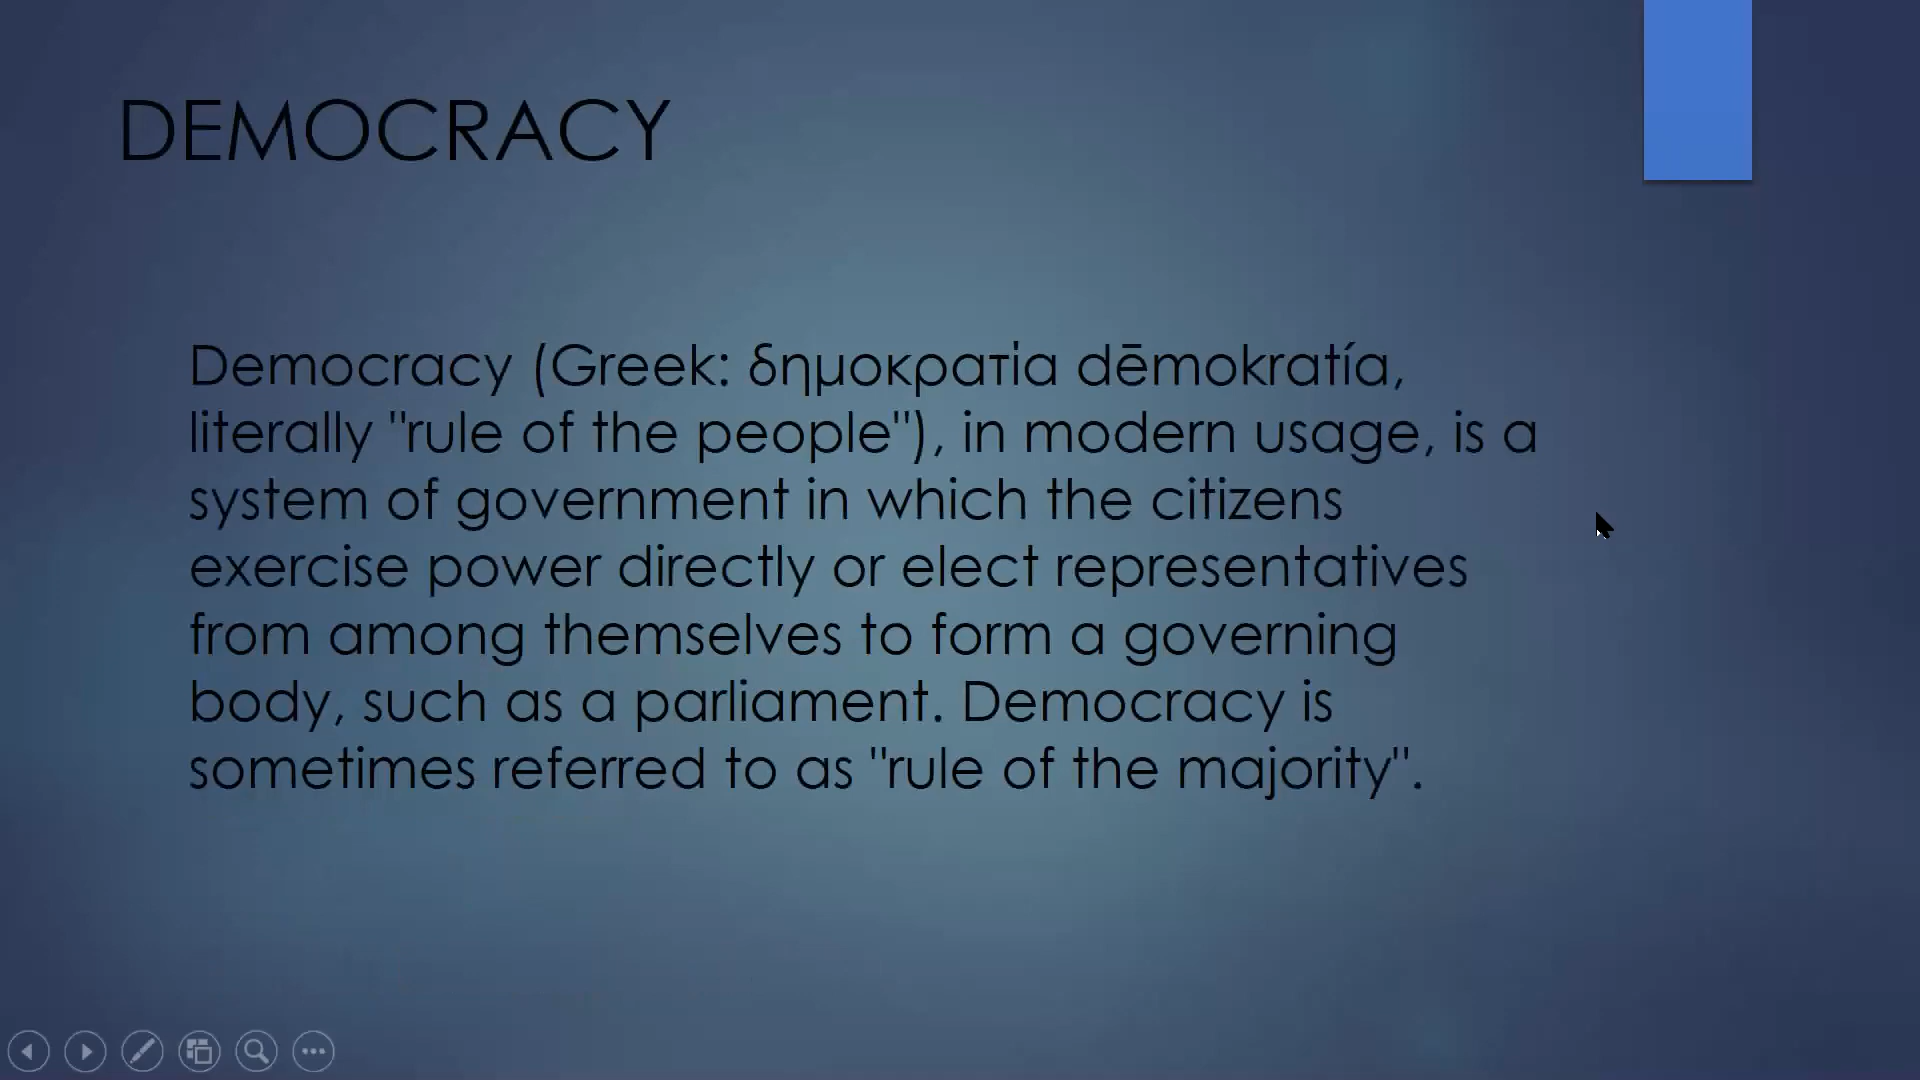 DEMOCRACY
Democracy (Greek: δημοκρατία dēmokratía,
literally "rule of the people"), in modern usage, is a
system of government in which the citizens
exercise power directly or elect representatives
from among themselves to form a governing
body, such as a parliament. Democracy is
sometimes referred to as "rule of the majority".